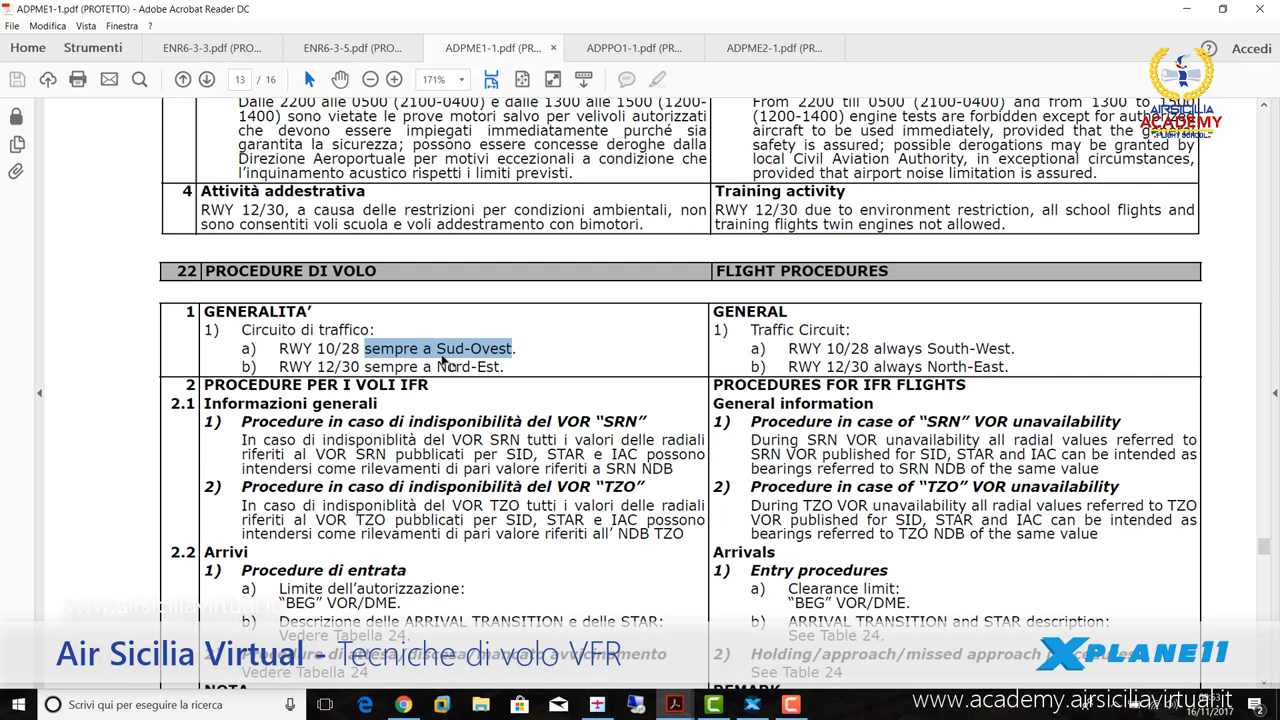 ADPME1-1.pdf (PROTETTO) - Adobe Acrobat Reader DC
File Modifica Vista Finestra ?
Home Strumenti ENR6-3-3.pdf (PRO... ENR6-3-5.pdf (PRO... ADPME1-1.pdf (PR... × ADPPO1-1.pdf (PR... ADPME2-1.pdf (PR... Accedi
13 / 16 171%
AIRSICILIA
ACADEMY
FLIGHT SCHOOL
Dalle 2200 alle 0500 (2100-0400) e dalle 1300 alle 1500 (1200-
1400) sono vietate le prove motori salvo per velivoli autorizzati
che devono essere impiegati immediatamente purché sia
garantita la sicurezza; possono essere concesse deroghe dalla
Direzione Aeroportuale per motivi eccezionali a condizione che
l'inquinamento acustico rispetti i limiti previsti.
From 2200 till 0500 (2100-0400) and from 1300 to 1500
(1200-1400) engine tests are forbidden except for
aircraft to be used immediately, provided that the
safety is assured; possible derogations may be granted by
local Civil Aviation Authority, in exceptional circumstances,
provided that airport noise limitation is assured.
4 Attività addestrativa
RWY 12/30, a causa delle restrizioni per condizioni ambientali, non
sono consentiti voli scuola e voli addestramento con bimotori.
Training activity
RWY 12/30 due to environment restriction, all school flights and
training flights twin engines not allowed.
22 PROCEDURE DI VOLO FLIGHT PROCEDURES
1 GENERALITA'
1) Circuito di traffico:
a) RWY 10/28 sempre a Sud-Ovest.
b) RWY 12/30 sempre a Nord-Est.
GENERAL
1) Traffic Circuit:
a) RWY 10/28 always South-West.
b) RWY 12/30 always North-East.
2 PROCEDURE PER I VOLI IFR
2.1 Informazioni generali
1) Procedure in caso di indisponibilità del VOR “SRN”
In caso di indisponiblità del VOR SRN tutti i valori delle radiali
riferiti al VOR SRN pubblicati per SID, STAR e IAC possono
intendersi come rilevamenti di pari valore riferiti a SRN NDB
2) Procedure in caso di indisponibilità del VOR “TZO”
In caso di indisponiblità del VOR TZO tutti i valori delle radiali
riferiti al VOR TZO pubblicati per SID, STAR e IAC possono
intendersi come rilevamenti di pari valore riferiti all' NDB TZO
PROCEDURES FOR IFR FLIGHTS
General information
1) Procedure in case of “SRN” VOR unavailability
During SRN VOR unavailability all radial values referred to
SRN VOR published for SID, STAR and IAC can be intended as
bearings referred to SRN NDB of the same value
2) Procedure in case of “TZO” VOR unavailability
During TZO VOR unavailability all radial values referred to TZO
VOR published for SID, STAR and IAC can be intended as
bearings referred to TZO NDB of the same value
2.2 Arrivi
1) Procedure di entrata
a) Limite dell'autorizzazione:
“BEG” VOR/DME.
b) Descrizione delle ARRIVAL TRANSITION e delle STAR:
Vedere Tabella 24.
Vedere Tabella 24
NOTA
Arrivals
1) Entry procedures
a) Clearance limit:
“BEG” VOR/DME.
b) ARRIVAL TRANSITION and STAR description:
See Table 24.
2) Holding/approach/missed approach procedures
See Table 24
REMARK
www.airsiciliavirtual.it
Air Sicilia Virtual - Tecniche di volo VFR
X PLANE 11
Scrivi qui per eseguire la ricerca
www.academy.airsiciliavirtual.it
16/11/2017